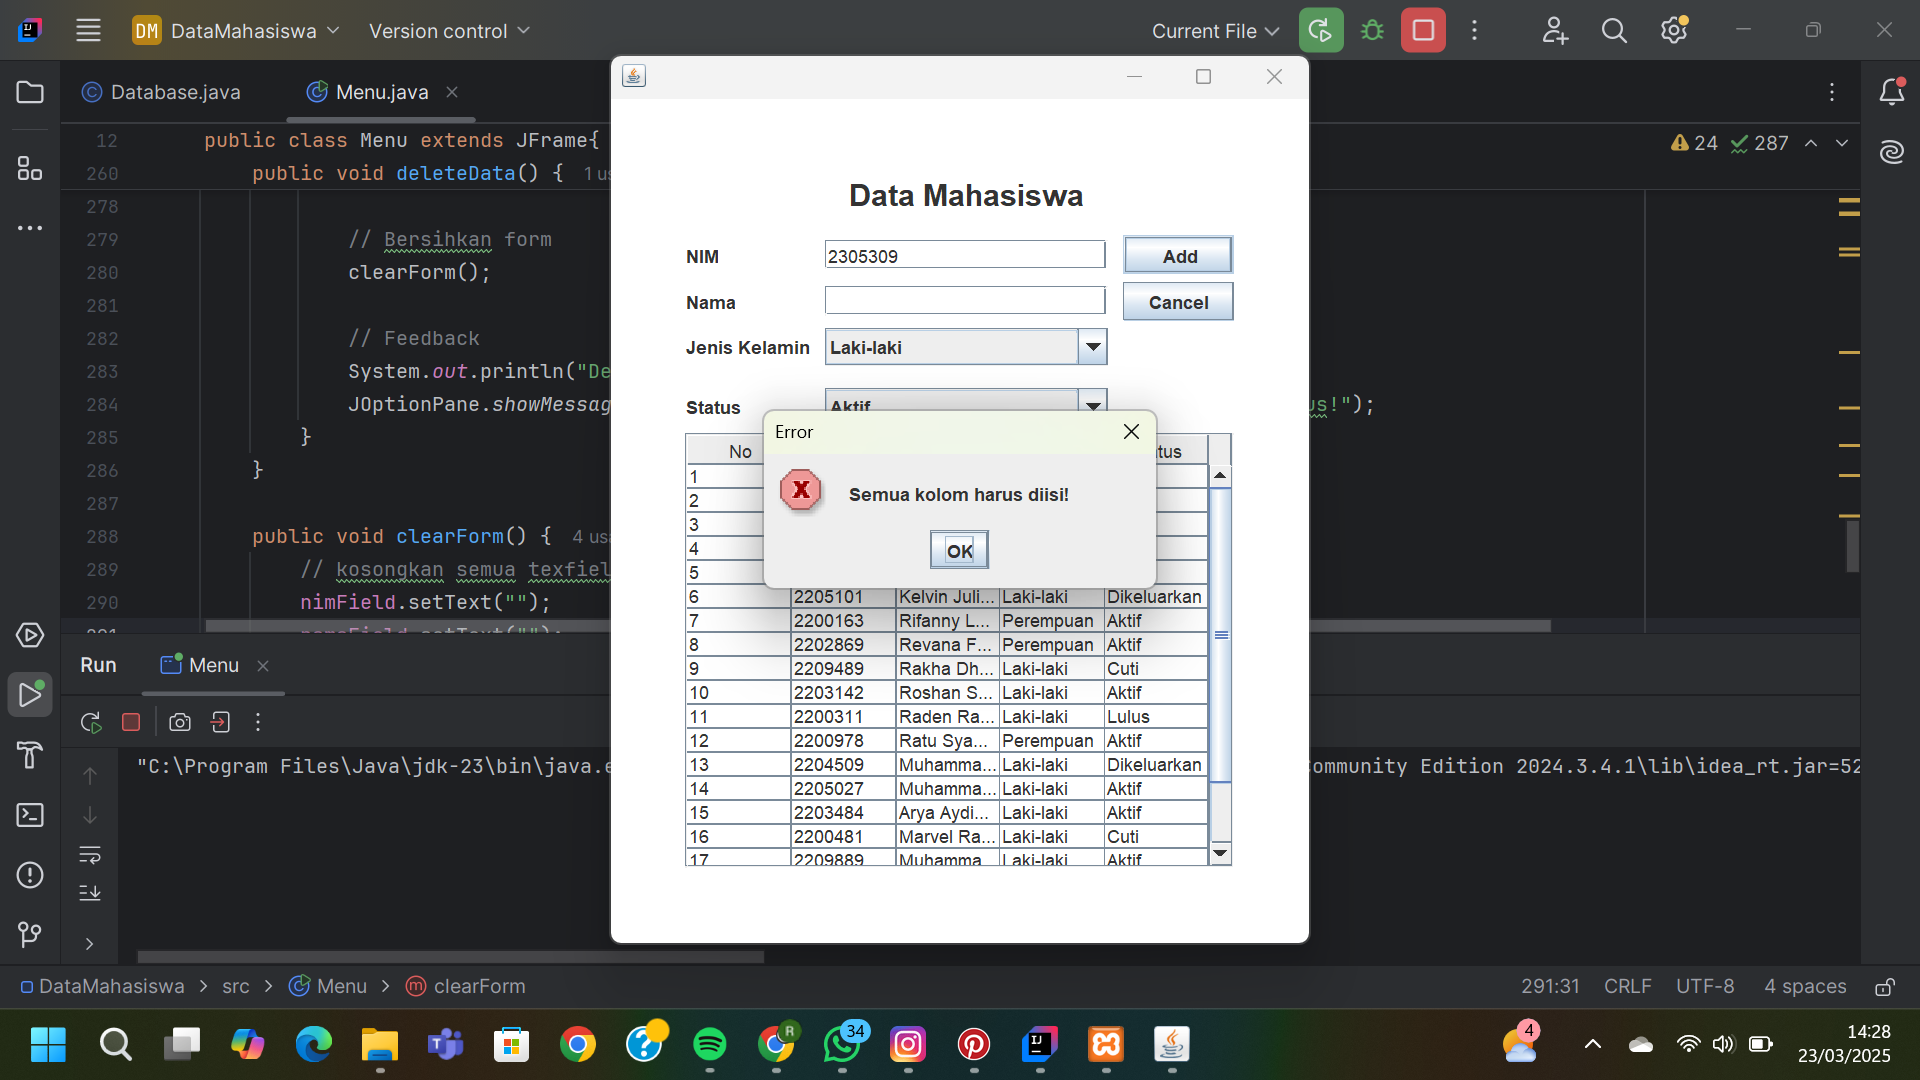 DM DataMahasiswa Version control Current File
Database.java Menu.java
24 287
12 public class Menu extends JFrame{
260 public void deleteData() { 1 us
278
279 // Bersihkan form
280 clearForm();
281
282 // Feedback
283 System.out.println("De
284 JOptionPane.showMessag us!");
285 }
286 }
287
288 public void clearForm() { 4 us
289 // kosongkan semua texfiel
290 nimField.setText("");
Data Mahasiswa
NIM 2305309 Add
Nama Cancel
Jenis Kelamin Laki-laki
Status Aktif
Error
Semua kolom harus diisi!
OK
No tus
1
2
3
4
5
6 2205101 Kelvin Juli... Laki-laki Dikeluarkan
7 2200163 Rifanny L... Perempuan Aktif
8 2202869 Revana F... Perempuan Aktif
9 2209489 Rakha Dh... Laki-laki Cuti
10 2203142 Roshan S... Laki-laki Aktif
11 2200311 Raden Ra... Laki-laki Lulus
12 2200978 Ratu Sya... Perempuan Aktif
13 2204509 Muhamma... Laki-laki Dikeluarkan
14 2205027 Muhamma... Laki-laki Aktif
15 2203484 Arya Aydi... Laki-laki Aktif
16 2200481 Marvel Ra... Laki-laki Cuti
17 2209889 Muhamma Laki-laki Aktif
Run Menu
"C:\Program Files\Java\jdk-23\bin\java.e ommunity Edition 2024.3.4.1\lib\idea_rt.jar=52
DataMahasiswa > src > Menu > clearForm
291:31 CRLF UTF-8 4 spaces
R 34 4
14:28
23/03/2025